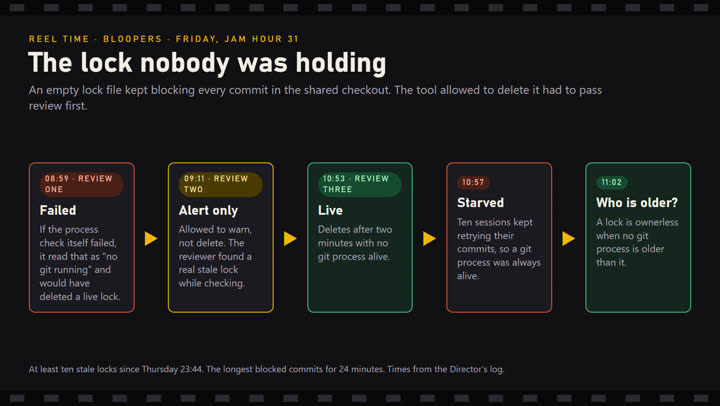 REEL TIME · BLOOPERS · FRIDAY, JAM HOUR 31
The lock nobody was holding
An empty lock file kept blocking every commit in the shared checkout. The tool allowed to delete it had to pass
review first.
08:59 · REVIEW
ONE
Failed
If the process
check itself failed,
it read that as "no
git running" and
would have
deleted a live lock.
09:11 · REVIEW
TWO
Alert only
Allowed to warn,
not delete. The
reviewer found a
real stale lock
while checking.
10:53 · REVIEW
THREE
Live
Deletes after two
minutes with no
git process alive.
10:57
Starved
Ten sessions kept
retrying their
commits, so a git
process was always
alive.
11:02
Who is older?
A lock is ownerless
when no git
process is older
than it.
At least ten stale locks since Thursday 23:44. The longest blocked commits for 24 minutes. Times from the Director's log.